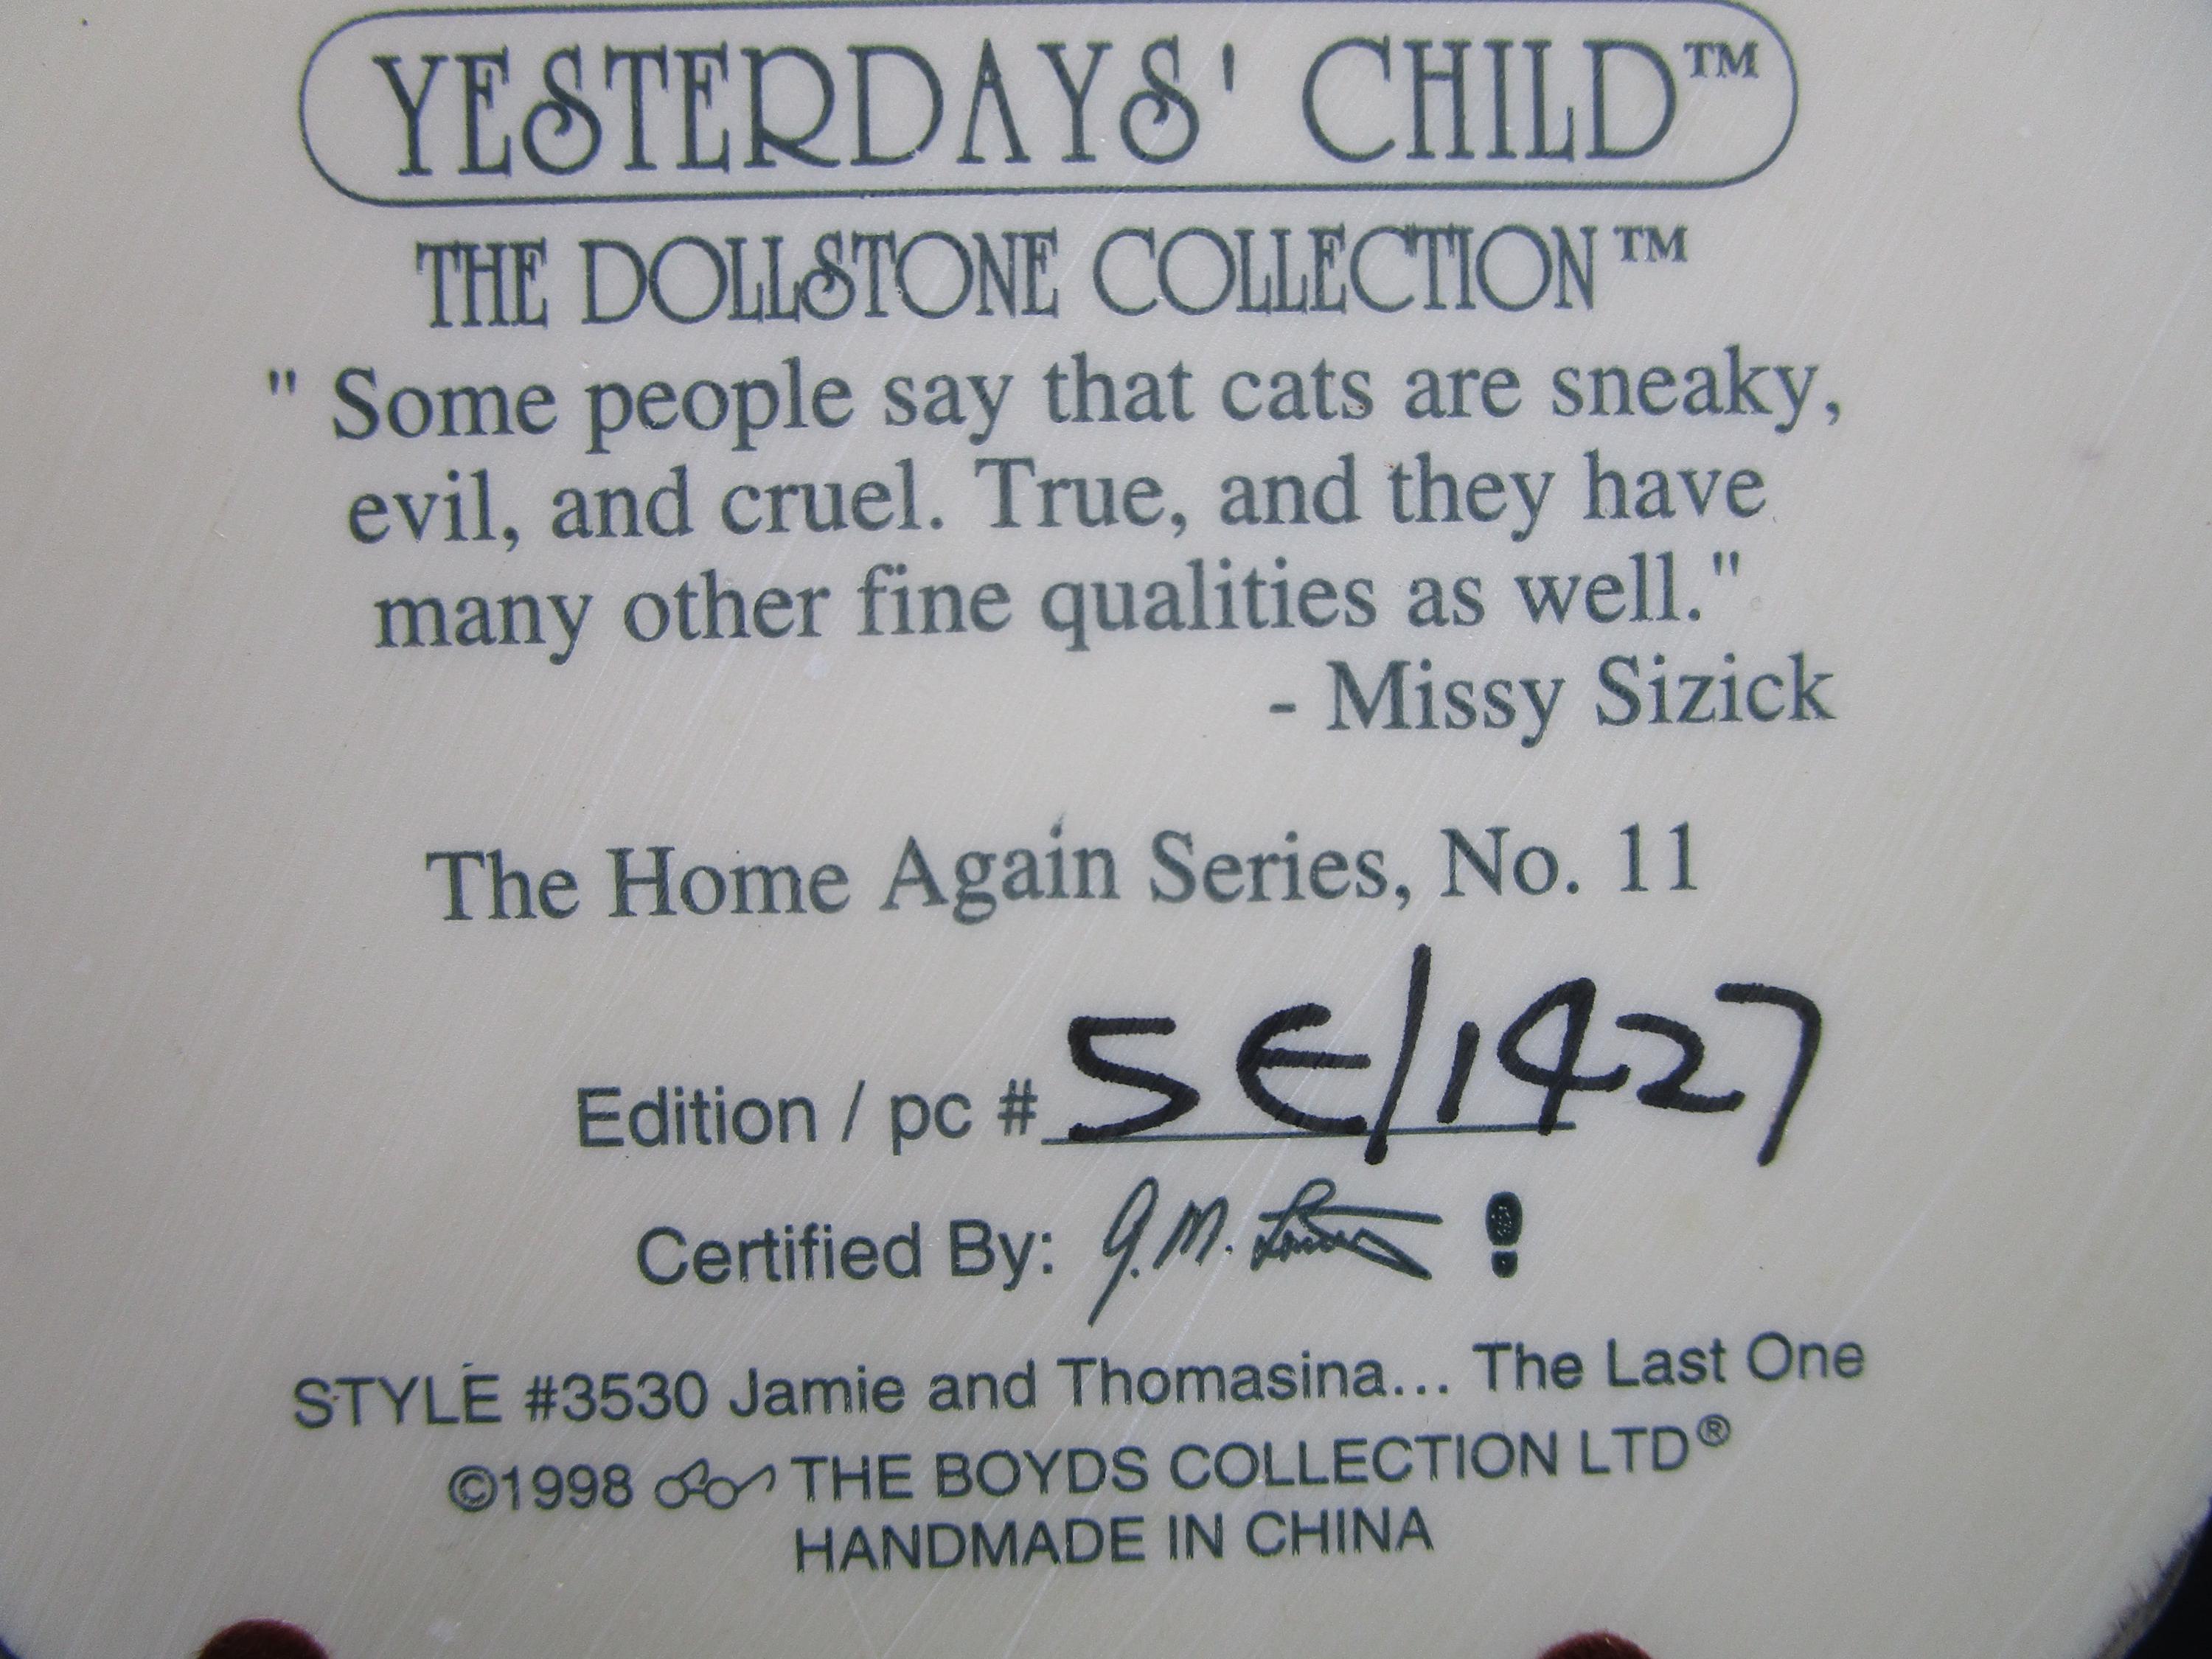 YESTERDAYS' CHILD™
THE DOLLSTONE COLLECTION™
" Some people say that cats are sneaky,
evil, and cruel. True, and they have
many other fine qualities as well."
- Missy Sizick
The Home Again Series, No. 11
Edition / pc # 5E/1427
Certified By: G.M.
STYLE #3530 Jamie and Thomasina... The Last One
©1998 THE BOYDS COLLECTION LTD®
HANDMADE IN CHINA